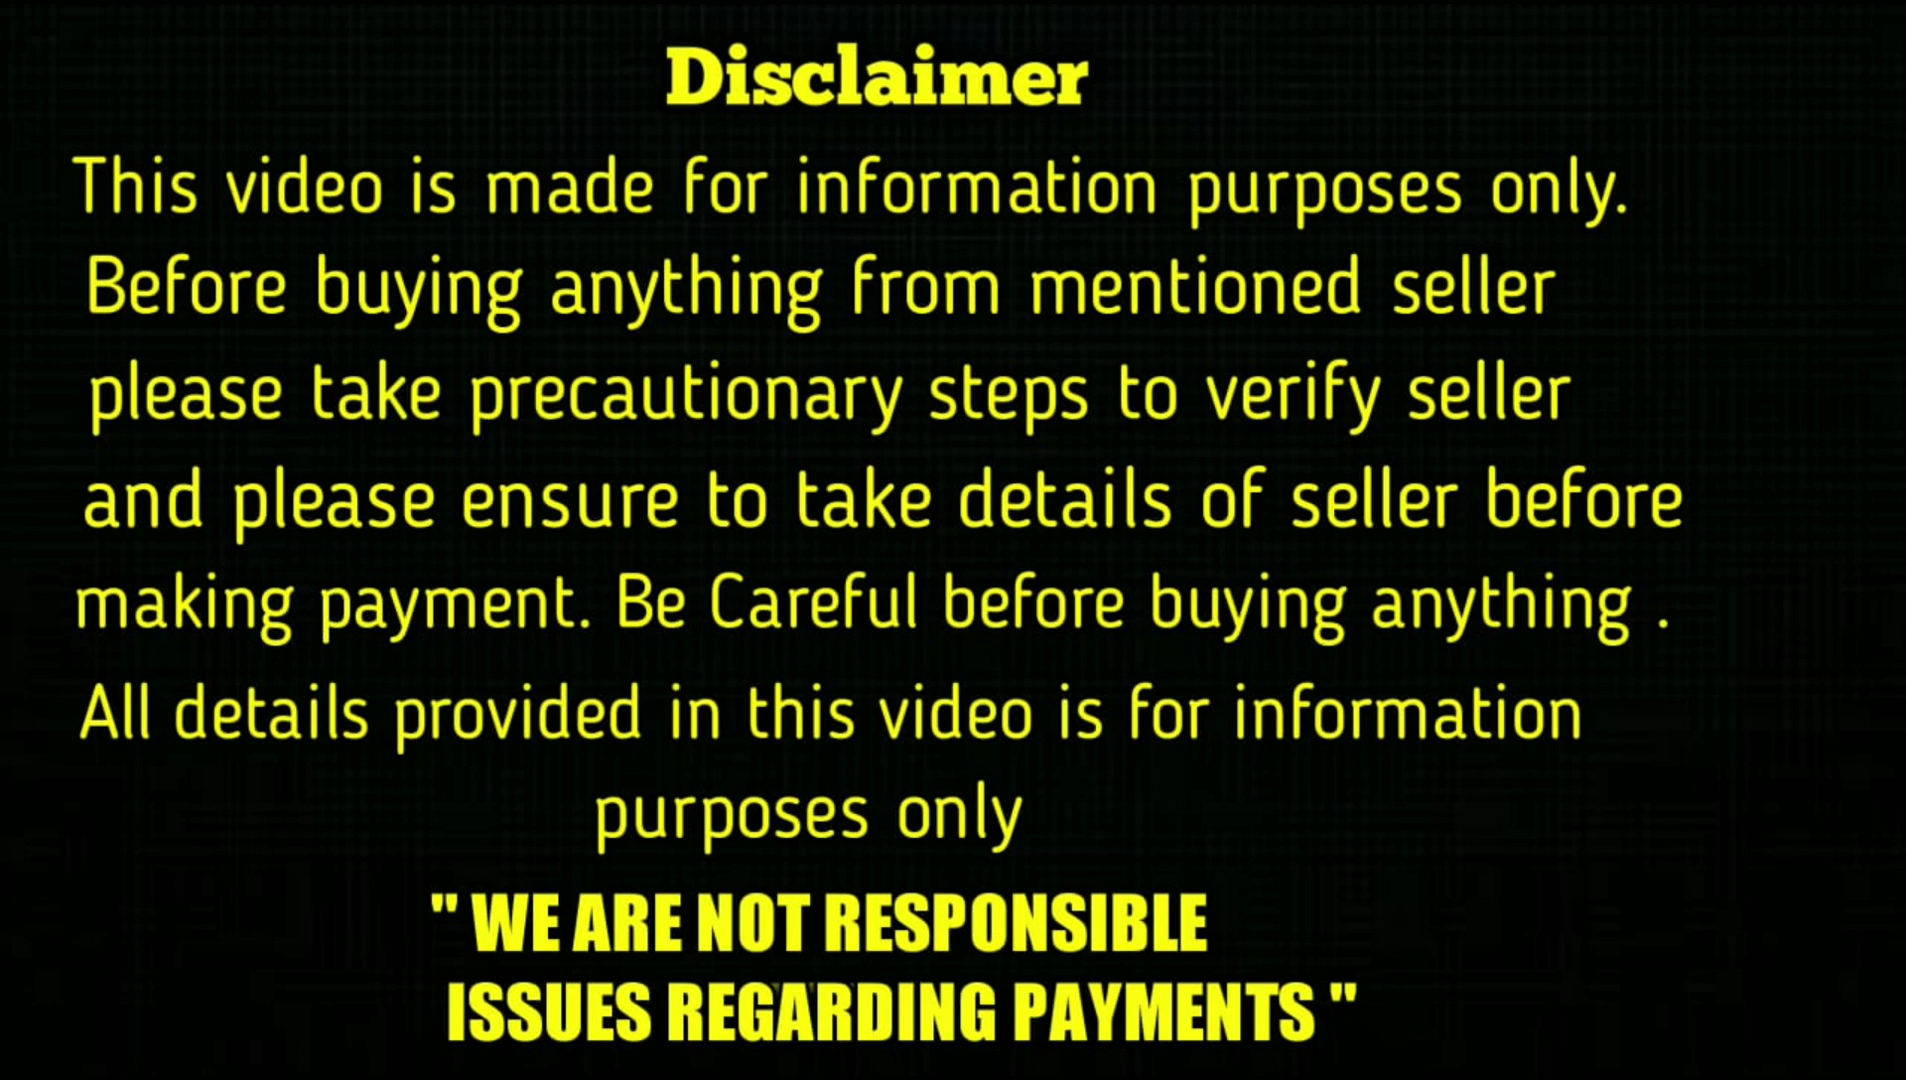 Disclaimer
This video is made for information purposes only.
Before buying anything from mentioned seller
please take precautionary steps to verify seller
and please ensure to take details of seller before
making payment. Be Careful before buying anything .
All details provided in this video is for information
purposes only
" WE ARE NOT RESPONSIBLE
ISSUES REGARDING PAYMENTS "